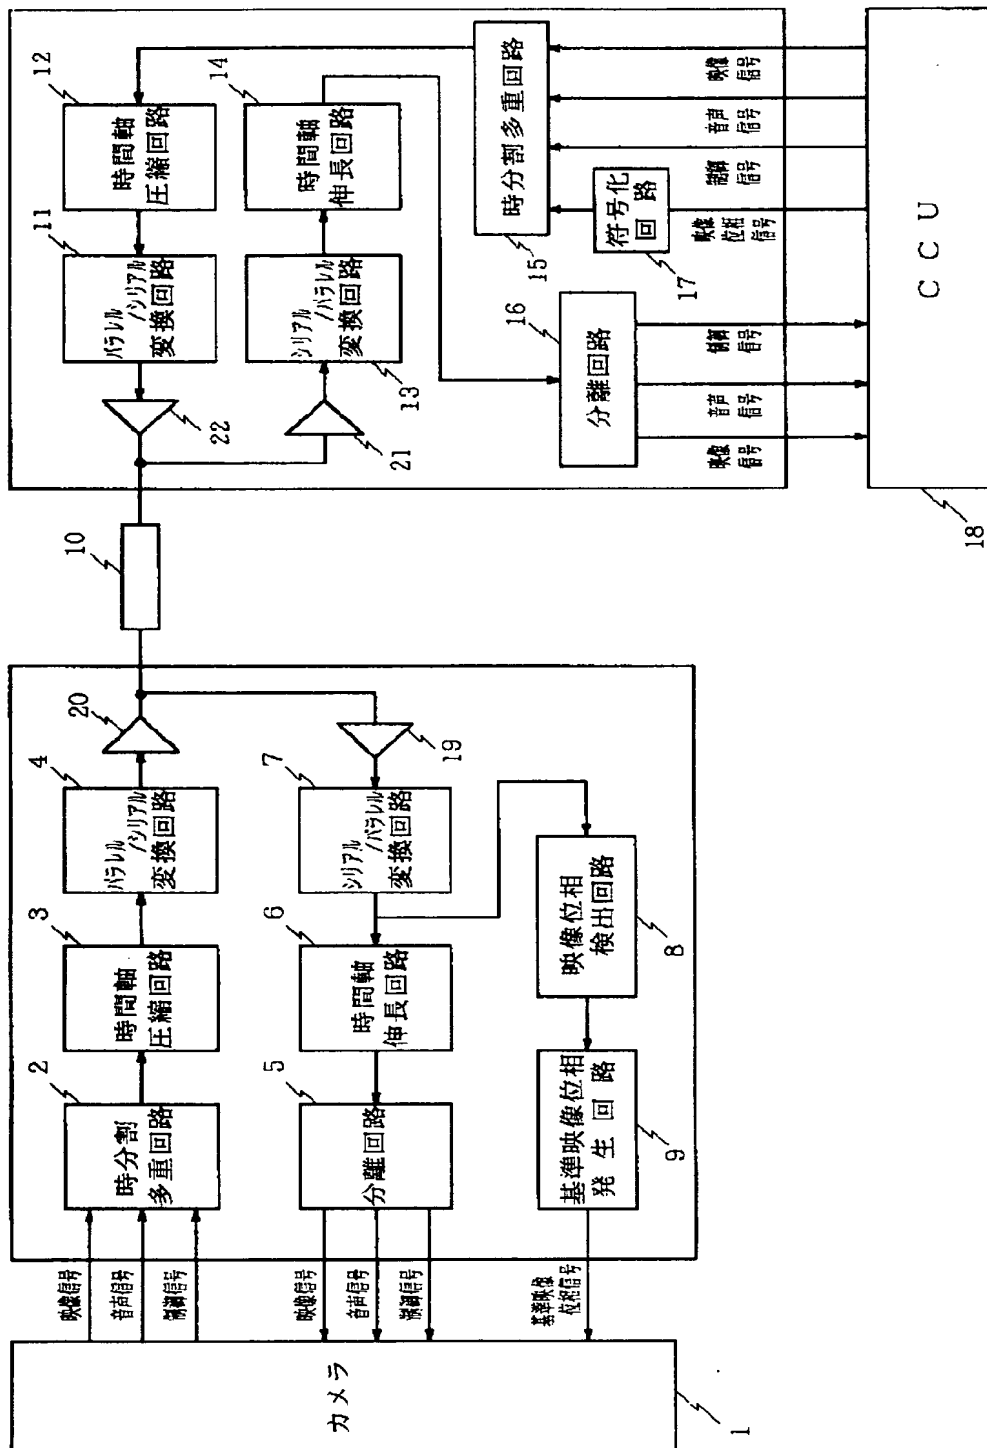 カメラ
1
映像信号
音声信号
制御信号
映像信号
音声信号
制御信号
基準映像
位相信号
2
時分割
多重回路
3
時間軸
圧縮回路
4
パラレル
/シリアル
変換回路
20
5
分離回路
6
時間軸
伸長回路
7
シリアル
/パラレル
変換回路
19
基準映像位相
発生回路
9
映像位相
検出回路
8
10
22
11
パラレル
/シリアル
変換回路
12
時間軸
圧縮回路
21
シリアル
/パラレル
変換回路
13
14
時間軸
伸長回路
16
分離回路
15
時分割多重回路
符号化
回路
17
映像
信号
音声
信号
制御
信号
映像
位相
信号
制御
信号
音声
信号
映像
信号
CCU
18